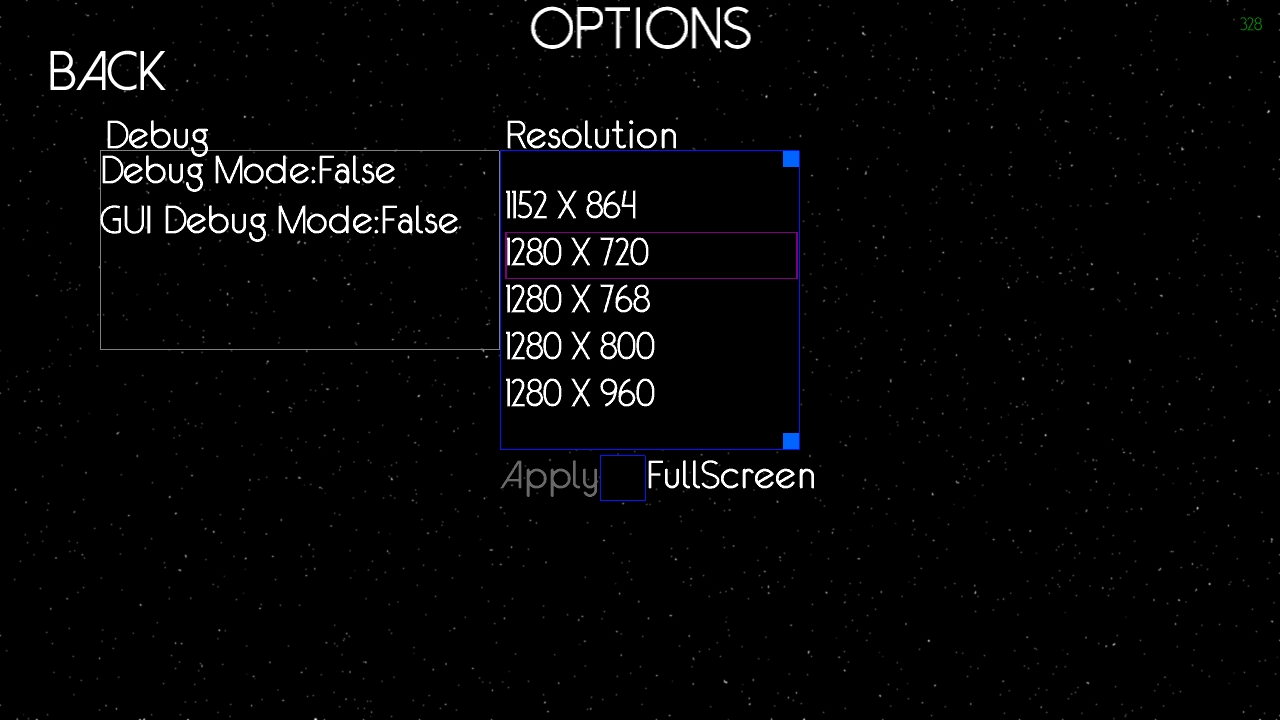 OPTIONS
328
BACK
Debug
Debug Mode:False
GUI Debug Mode:False
Resolution
1152 X 864
1280 X 720
1280 X 768
1280 X 800
1280 X 960
Apply
FullScreen